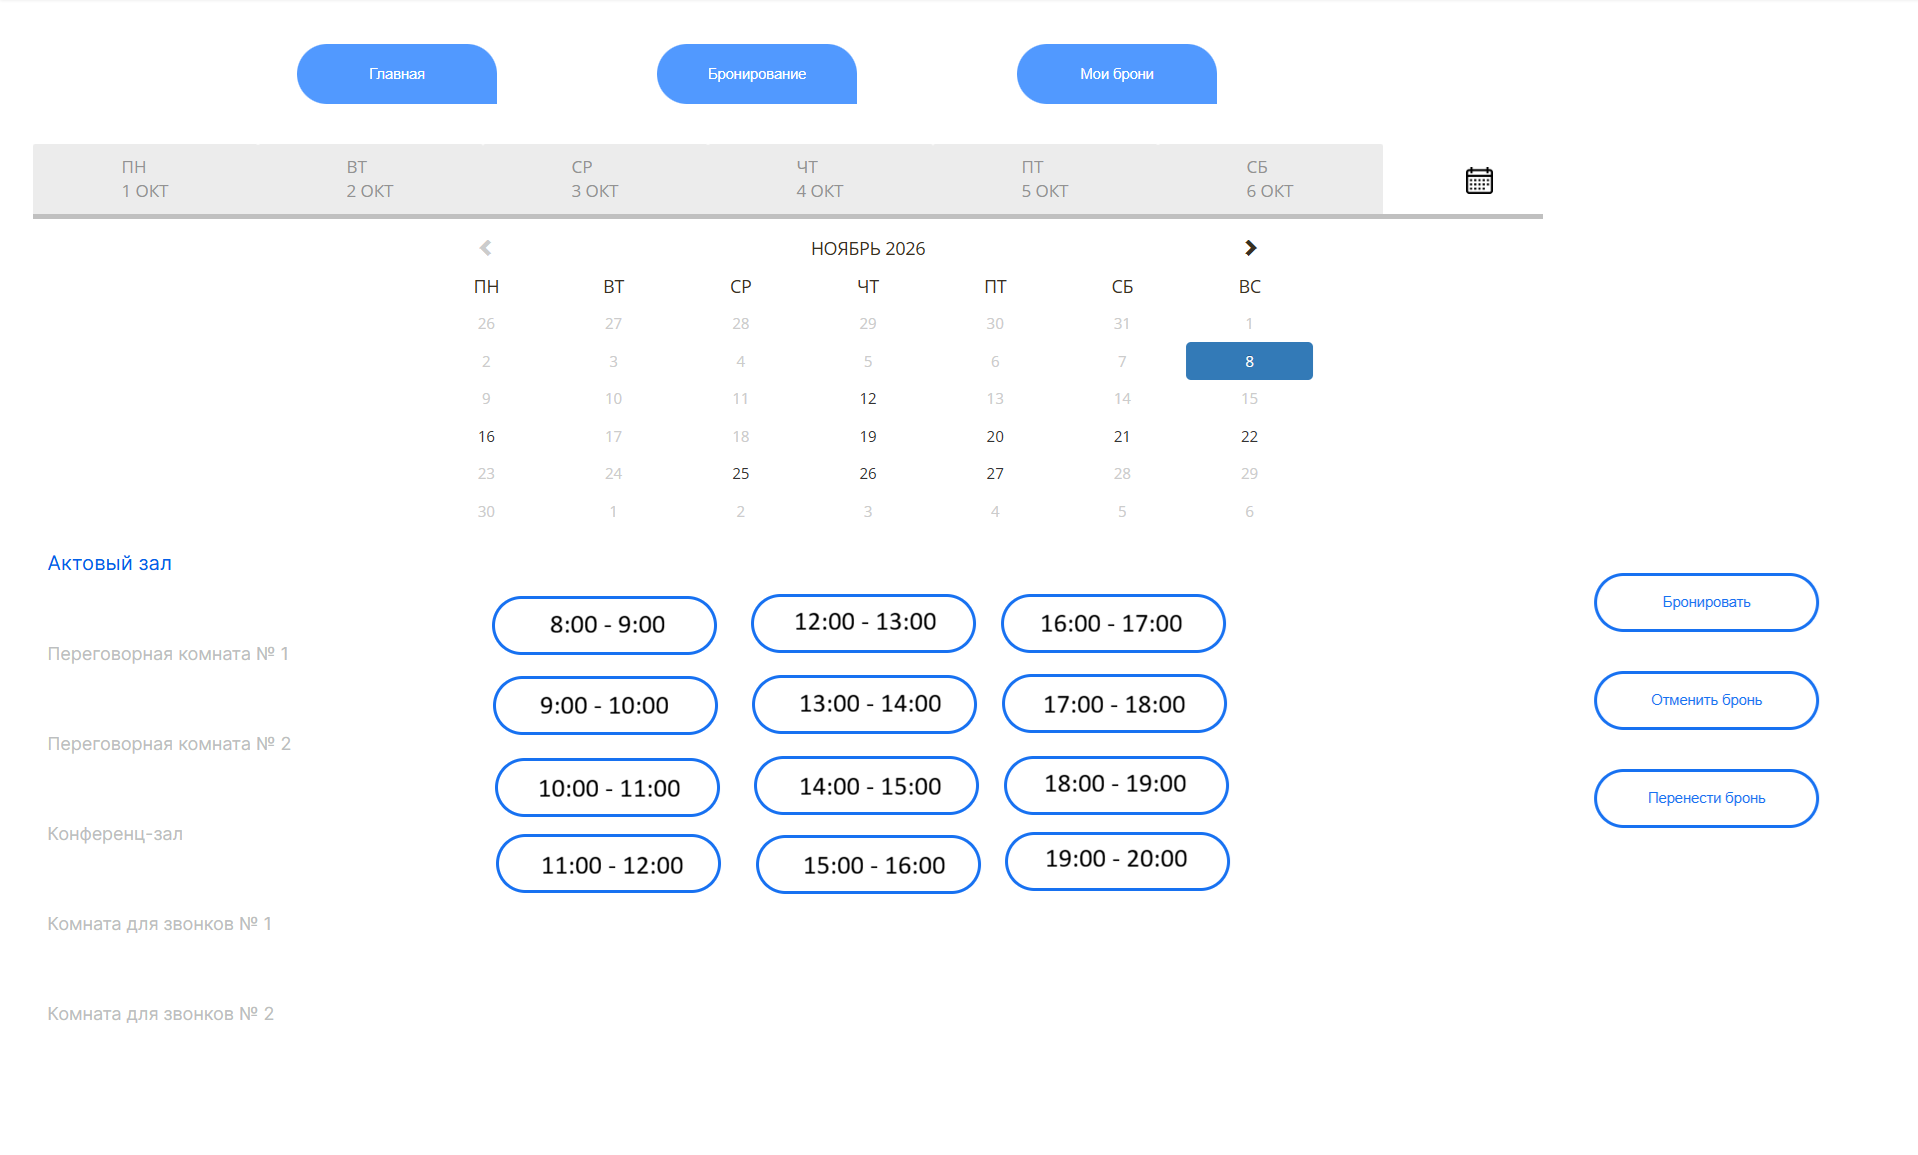 Главная Бронирование Мои брони
ПН ВТ СР ЧТ ПТ СБ
1 ОКТ 2 ОКТ 3 ОКТ 4 ОКТ 5 ОКТ 6 ОКТ
НОЯБРЬ 2026
ПН ВТ СР ЧТ ПТ СБ ВС
26 27 28 29 30 31 1
2 3 4 5 6 7 8
9 10 11 12 13 14 15
16 17 18 19 20 21 22
23 24 25 26 27 28 29
30 1 2 3 4 5 6
Актовый зал
Переговорная комната № 1
Переговорная комната № 2
Конференц-зал
Комната для звонков № 1
Комната для звонков № 2
8:00 - 9:00 12:00 - 13:00 16:00 - 17:00
9:00 - 10:00 13:00 - 14:00 17:00 - 18:00
10:00 - 11:00 14:00 - 15:00 18:00 - 19:00
11:00 - 12:00 15:00 - 16:00 19:00 - 20:00
Бронировать
Отменить бронь
Перенести бронь